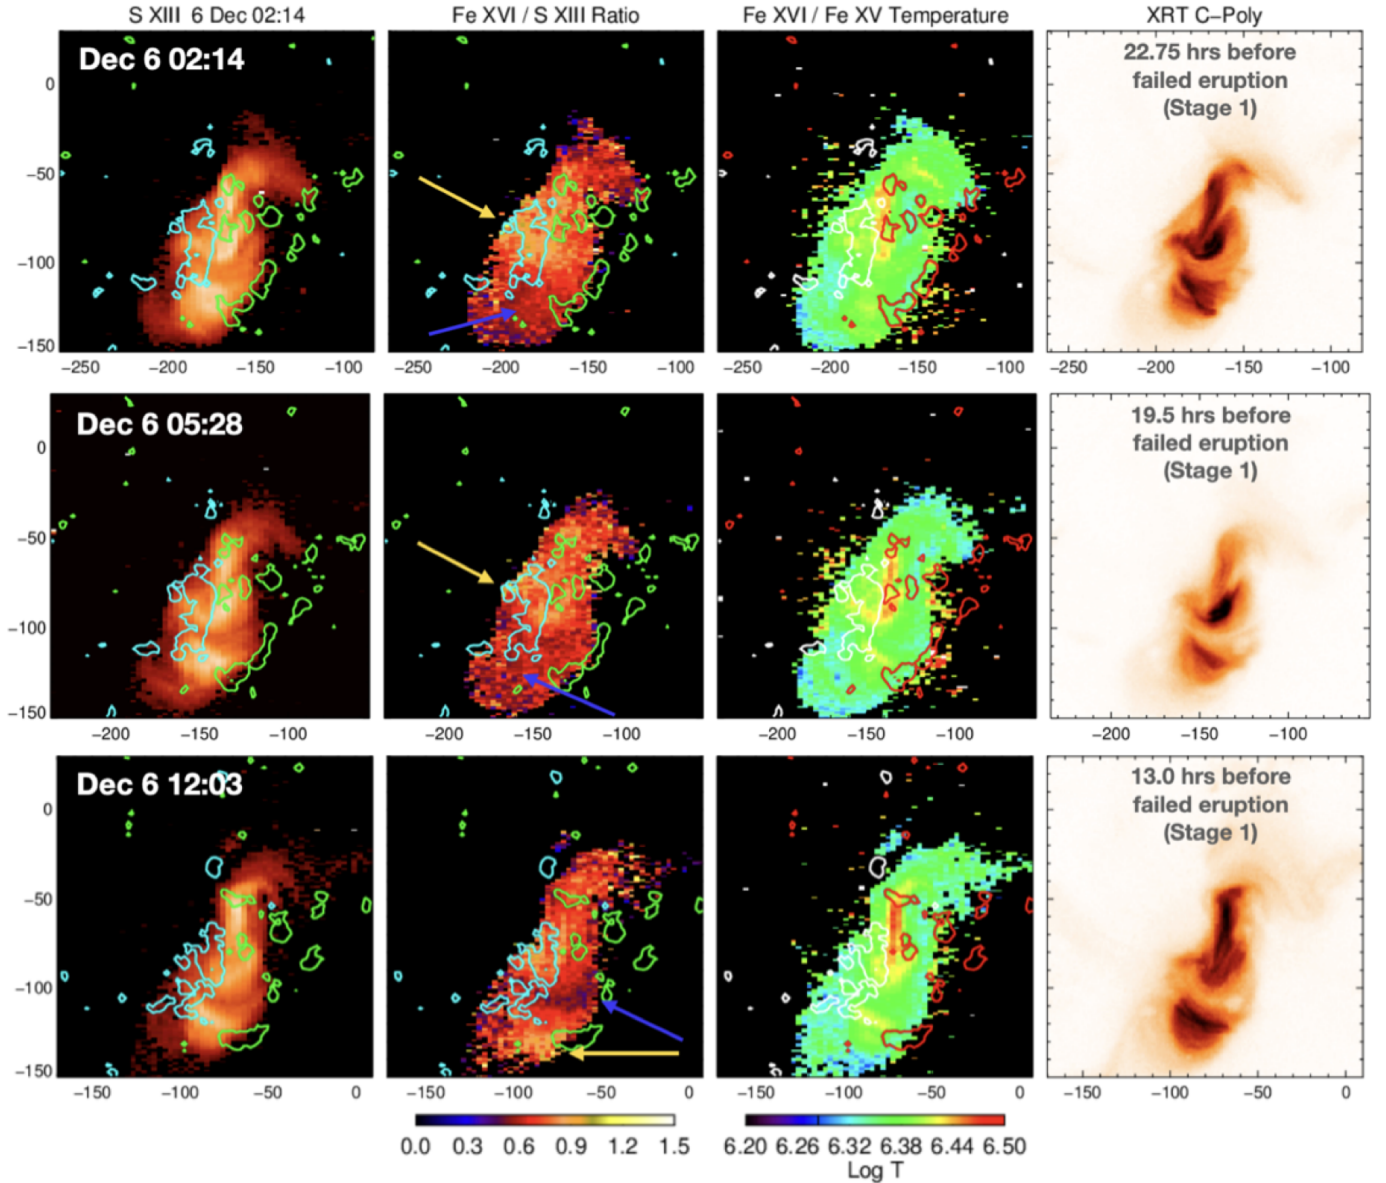 S XIII 6 Dec 02:14
Fe XVI / S XIII Ratio
Fe XVI / Fe XV Temperature
XRT C-Poly
Dec 6 02:14
22.75 hrs before
failed eruption
(Stage 1)
0
-50
-100
-150
-250 -200 -150 -100
-250 -200 -150 -100
-250 -200 -150 -100
-250 -200 -150 -100
Dec 6 05:28
19.5 hrs before
failed eruption
(Stage 1)
0
-50
-100
-150
-200 -150 -100
-200 -150 -100
-200 -150 -100
-200 -150 -100
Dec 6 12:03
13.0 hrs before
failed eruption
(Stage 1)
0
-50
-100
-150
-150 -100 -50 0
-150 -100 -50 0
-150 -100 -50 0
-150 -100 -50 0
0.0 0.3 0.6 0.9 1.2 1.5
6.20 6.26 6.32 6.38 6.44 6.50
Log T